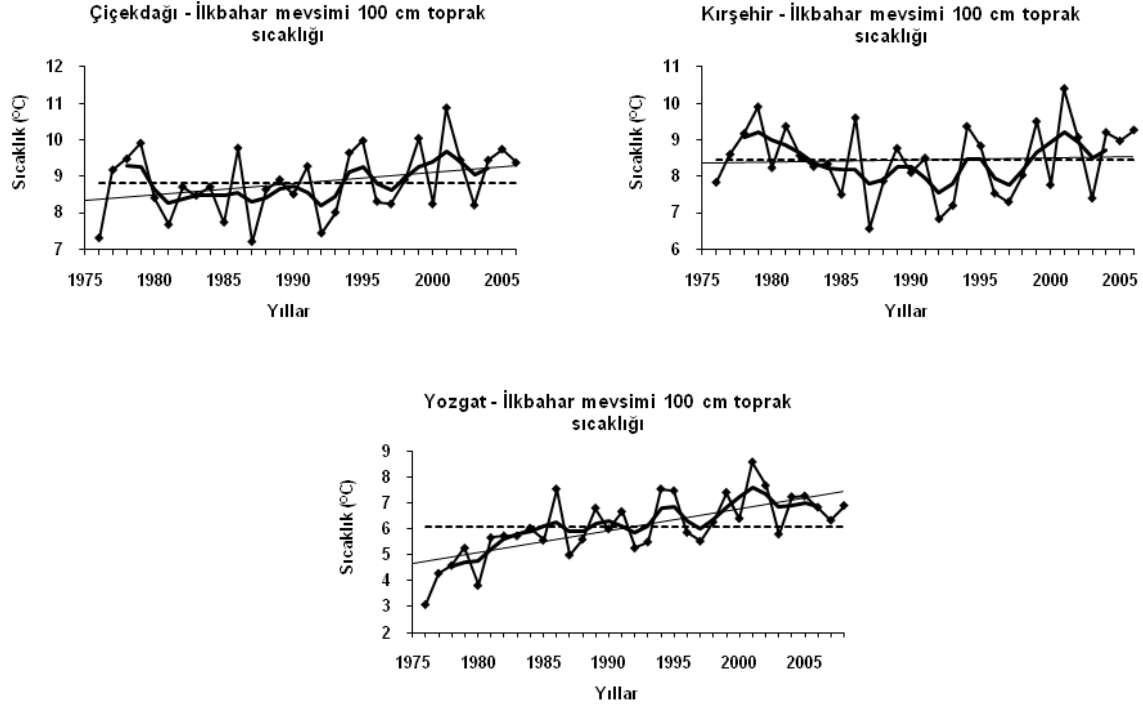 Çiçekdağı - İlkbahar mevsimi 100 cm toprak
sıcaklığı
12
11
10
9
8
7
Sıcaklık (°C)
1975 1980 1985 1990 1995 2000 2005
Yıllar
Kırşehir - İlkbahar mevsimi 100 cm toprak
sıcaklığı
11
10
9
8
7
6
Sıcaklık (°C)
1975 1980 1985 1990 1995 2000 2005
Yıllar
Yozgat - İlkbahar mevsimi 100 cm toprak
sıcaklığı
9
8
7
6
5
4
3
2
Sıcaklık (°C)
1975 1980 1985 1990 1995 2000 2005
Yıllar